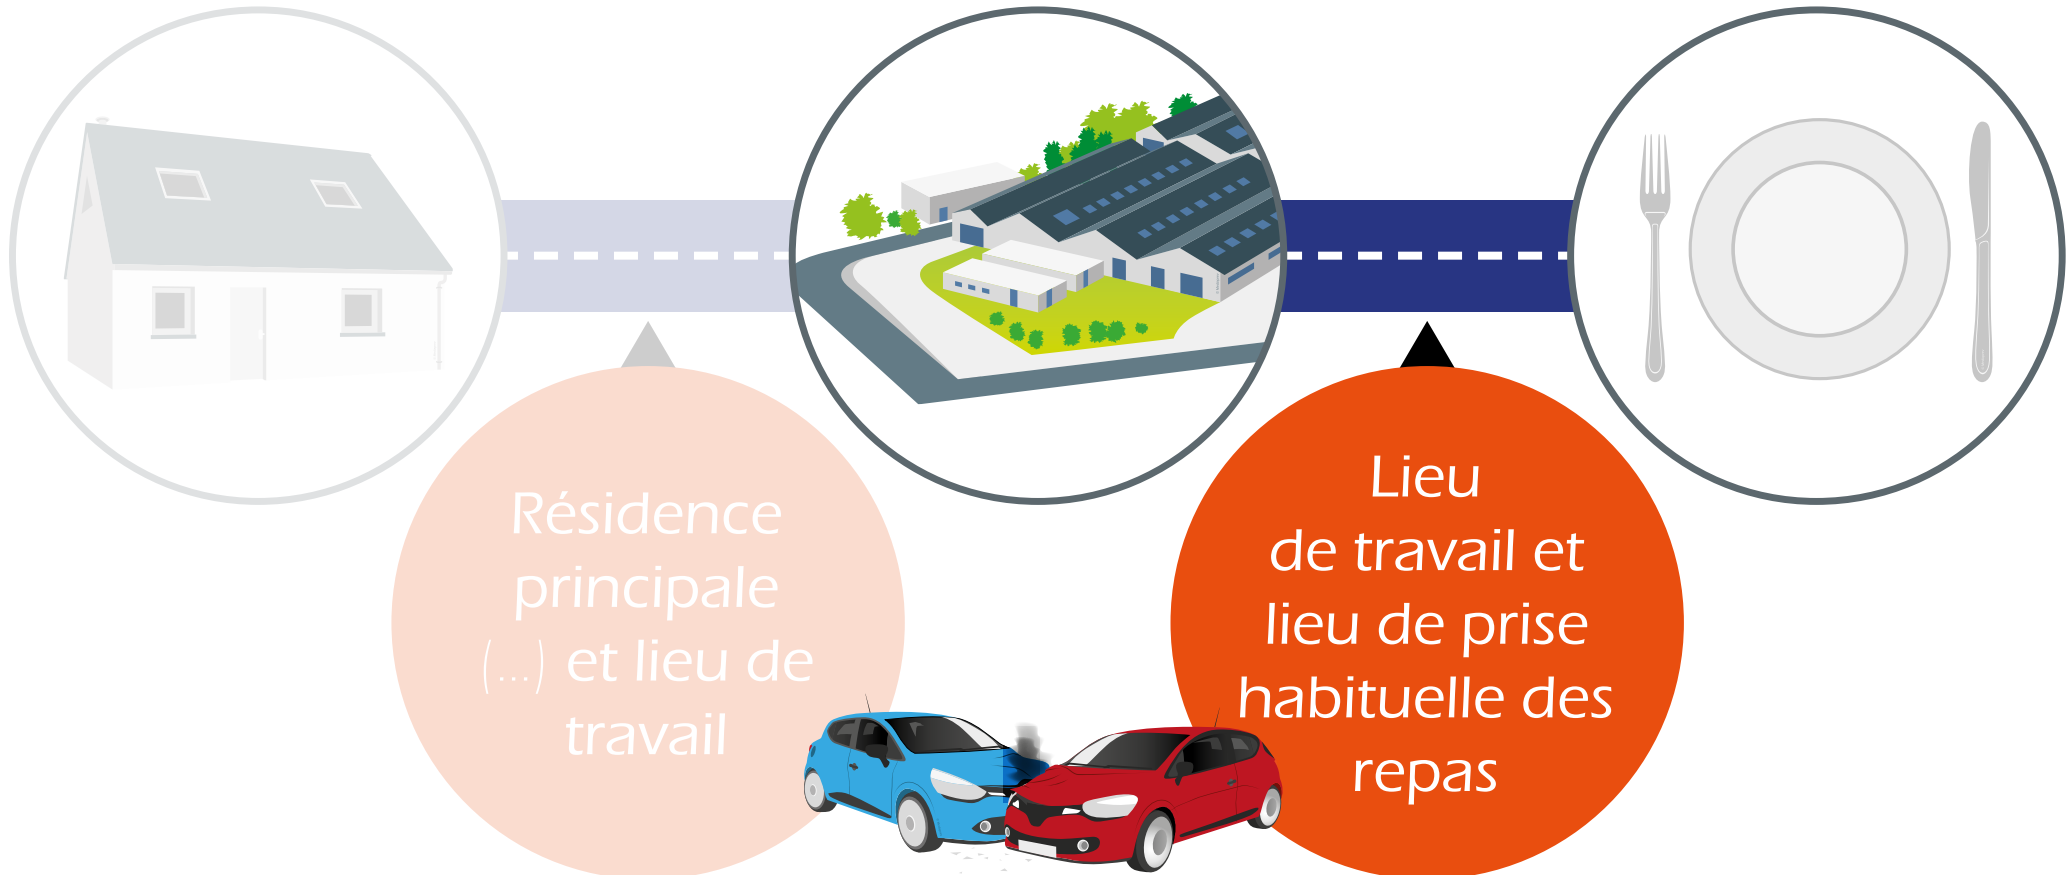 Résidence
principale
(...) et lieu de
travail
Lieu
de travail et
lieu de prise
habituelle des
repas